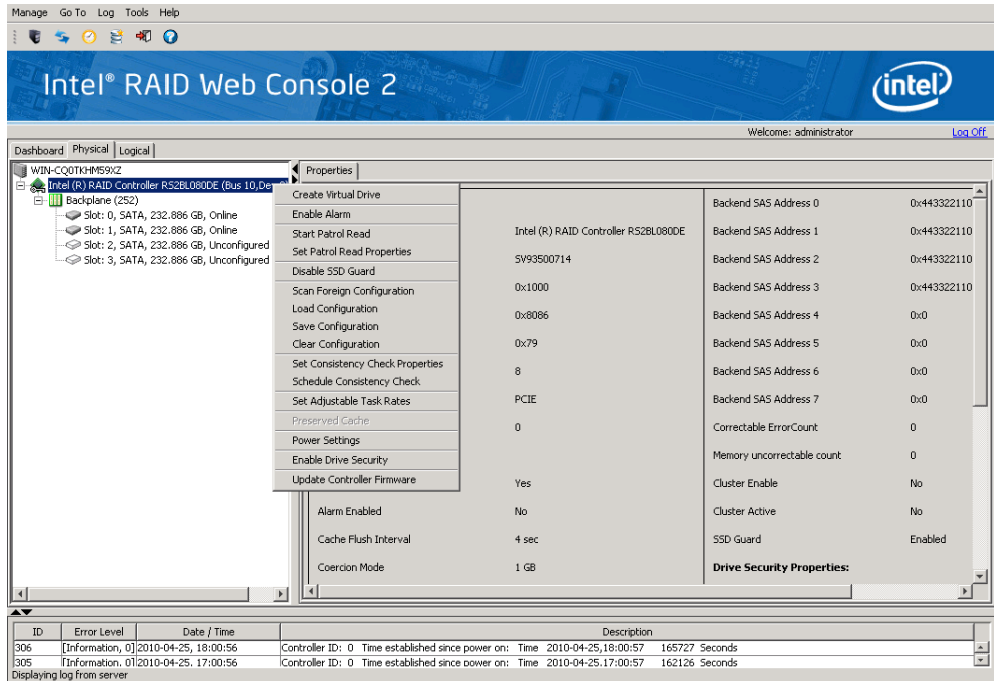 Manage Go To Log Tools Help
Intel® RAID Web Console 2
intel
Welcome: administrator
Log Off
Dashboard Physical Logical
WIN-CQ0TKHM59XZ
Intel (R) RAID Controller RS2BL080DE (Bus 10,De
Backplane (252)
Slot: 0, SATA, 232.886 GB, Online
Slot: 1, SATA, 232.886 GB, Online
Slot: 2, SATA, 232.886 GB, Unconfigured
Slot: 3, SATA, 232.886 GB, Unconfigured
Create Virtual Drive
Enable Alarm
Start Patrol Read
Set Patrol Read Properties
Disable SSD Guard
Scan Foreign Configuration
Load Configuration
Save Configuration
Clear Configuration
Set Consistency Check Properties
Schedule Consistency Check
Set Adjustable Task Rates
Preserved Cache
Power Settings
Enable Drive Security
Update Controller Firmware
Properties
Backend SAS Address 0 0x443322110
Intel (R) RAID Controller RS2BL080DE Backend SAS Address 1 0x443322110
SV93500714 Backend SAS Address 2 0x443322110
0x1000 Backend SAS Address 3 0x443322110
0x8086 Backend SAS Address 4 0x0
0x79 Backend SAS Address 5 0x0
8 Backend SAS Address 6 0x0
PCIE Backend SAS Address 7 0x0
0 Correctable ErrorCount 0
Memory uncorrectable count 0
Yes Cluster Enable No
Alarm Enabled No Cluster Active No
Cache Flush Interval 4 sec SSD Guard Enabled
Coercion Mode 1 GB Drive Security Properties:
ID Error Level Date / Time Description
306 [Information, 0] 2010-04-25, 18:00:56 Controller ID: 0 Time established since power on: Time 2010-04-25,18:00:57 165727 Seconds
305 [Information, 0] 2010-04-25, 17:00:56 Controller ID: 0 Time established since power on: Time 2010-04-25,17:00:57 162126 Seconds
Displaying log from server